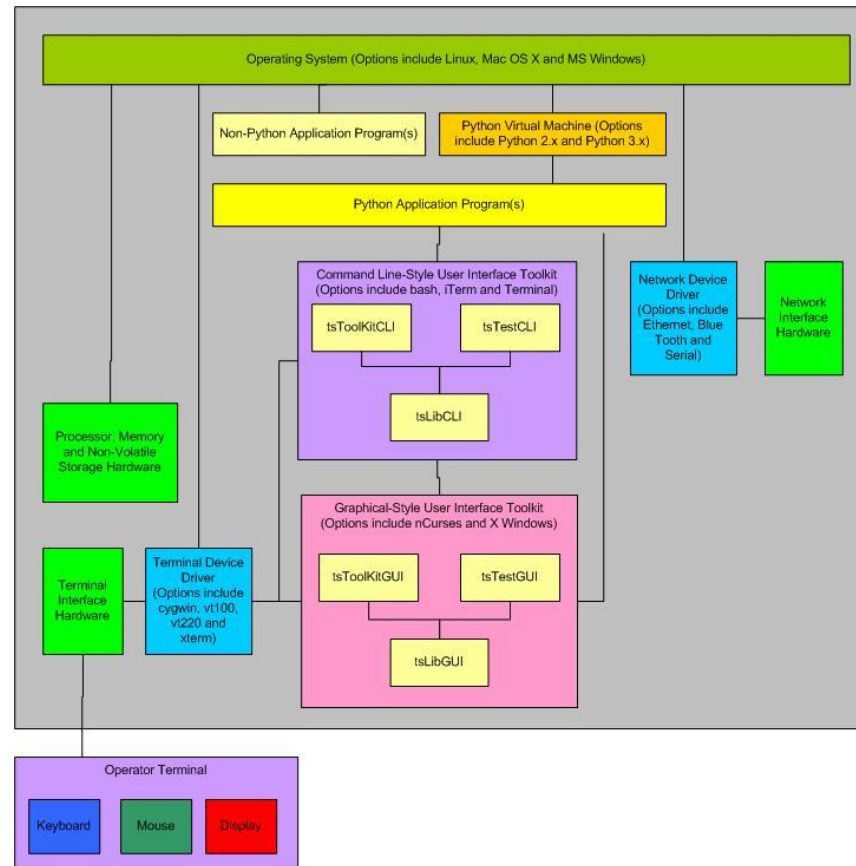 Operating System (Options include Linux, Mac OS X and MS Windows)
Non-Python Application Program(s)
Python Virtual Machine (Options
include Python 2.x and Python 3.x)
Python Application Program(s)
Command Line-Style User Interface Toolkit
(Options include bash, iTerm and Terminal)
tsToolKitCLI
tsTestCLI
tsLibCLI
Network Device
Driver
(Options include
Ethernet, Blue
Tooth and
Serial)
Network
Interface
Hardware
Processor, Memory
and Non-Volatile
Storage Hardware
Graphical-Style User Interface Toolkit
(Options include nCurses and X Windows)
tsToolKitGUI
tsTestGUI
tsLibGUI
Terminal
Interface
Hardware
Terminal Device
Driver
(Options include
cygwin, vt100,
vt220 and
xterm)
Operator Terminal
Keyboard
Mouse
Display